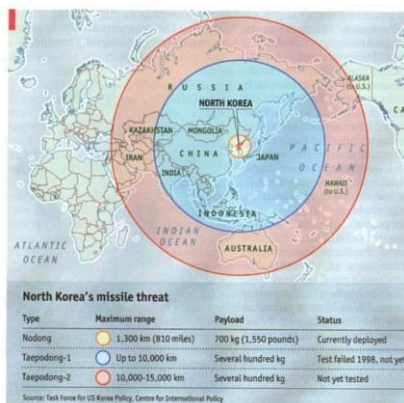 RUSSIA
ALASKA
(to U.S.)
CA
NORTH KOREA
KAZAKHSTAN
MONGOLIA
IRAN
CHINA
JAPAN
PACIFIC
OCEAN
INDIA
HAWAII
(to U.S.)
INDONESIA
INDIAN
OCEAN
ATLANTIC
OCEAN
AUSTRALIA
North Korea's missile threat
Type Maximum range Payload Status
Nodong 1,300 km (810 miles) 700 kg (1,550 pounds) Currently deployed
Taepodong-1 Up to 10,000 km Several hundred kg Test failed 1998, not yet
Taepodong-2 10,000-15,000 km Several hundred kg Not yet tested
Source: Task Force for US Korea Policy, Centre for International Policy